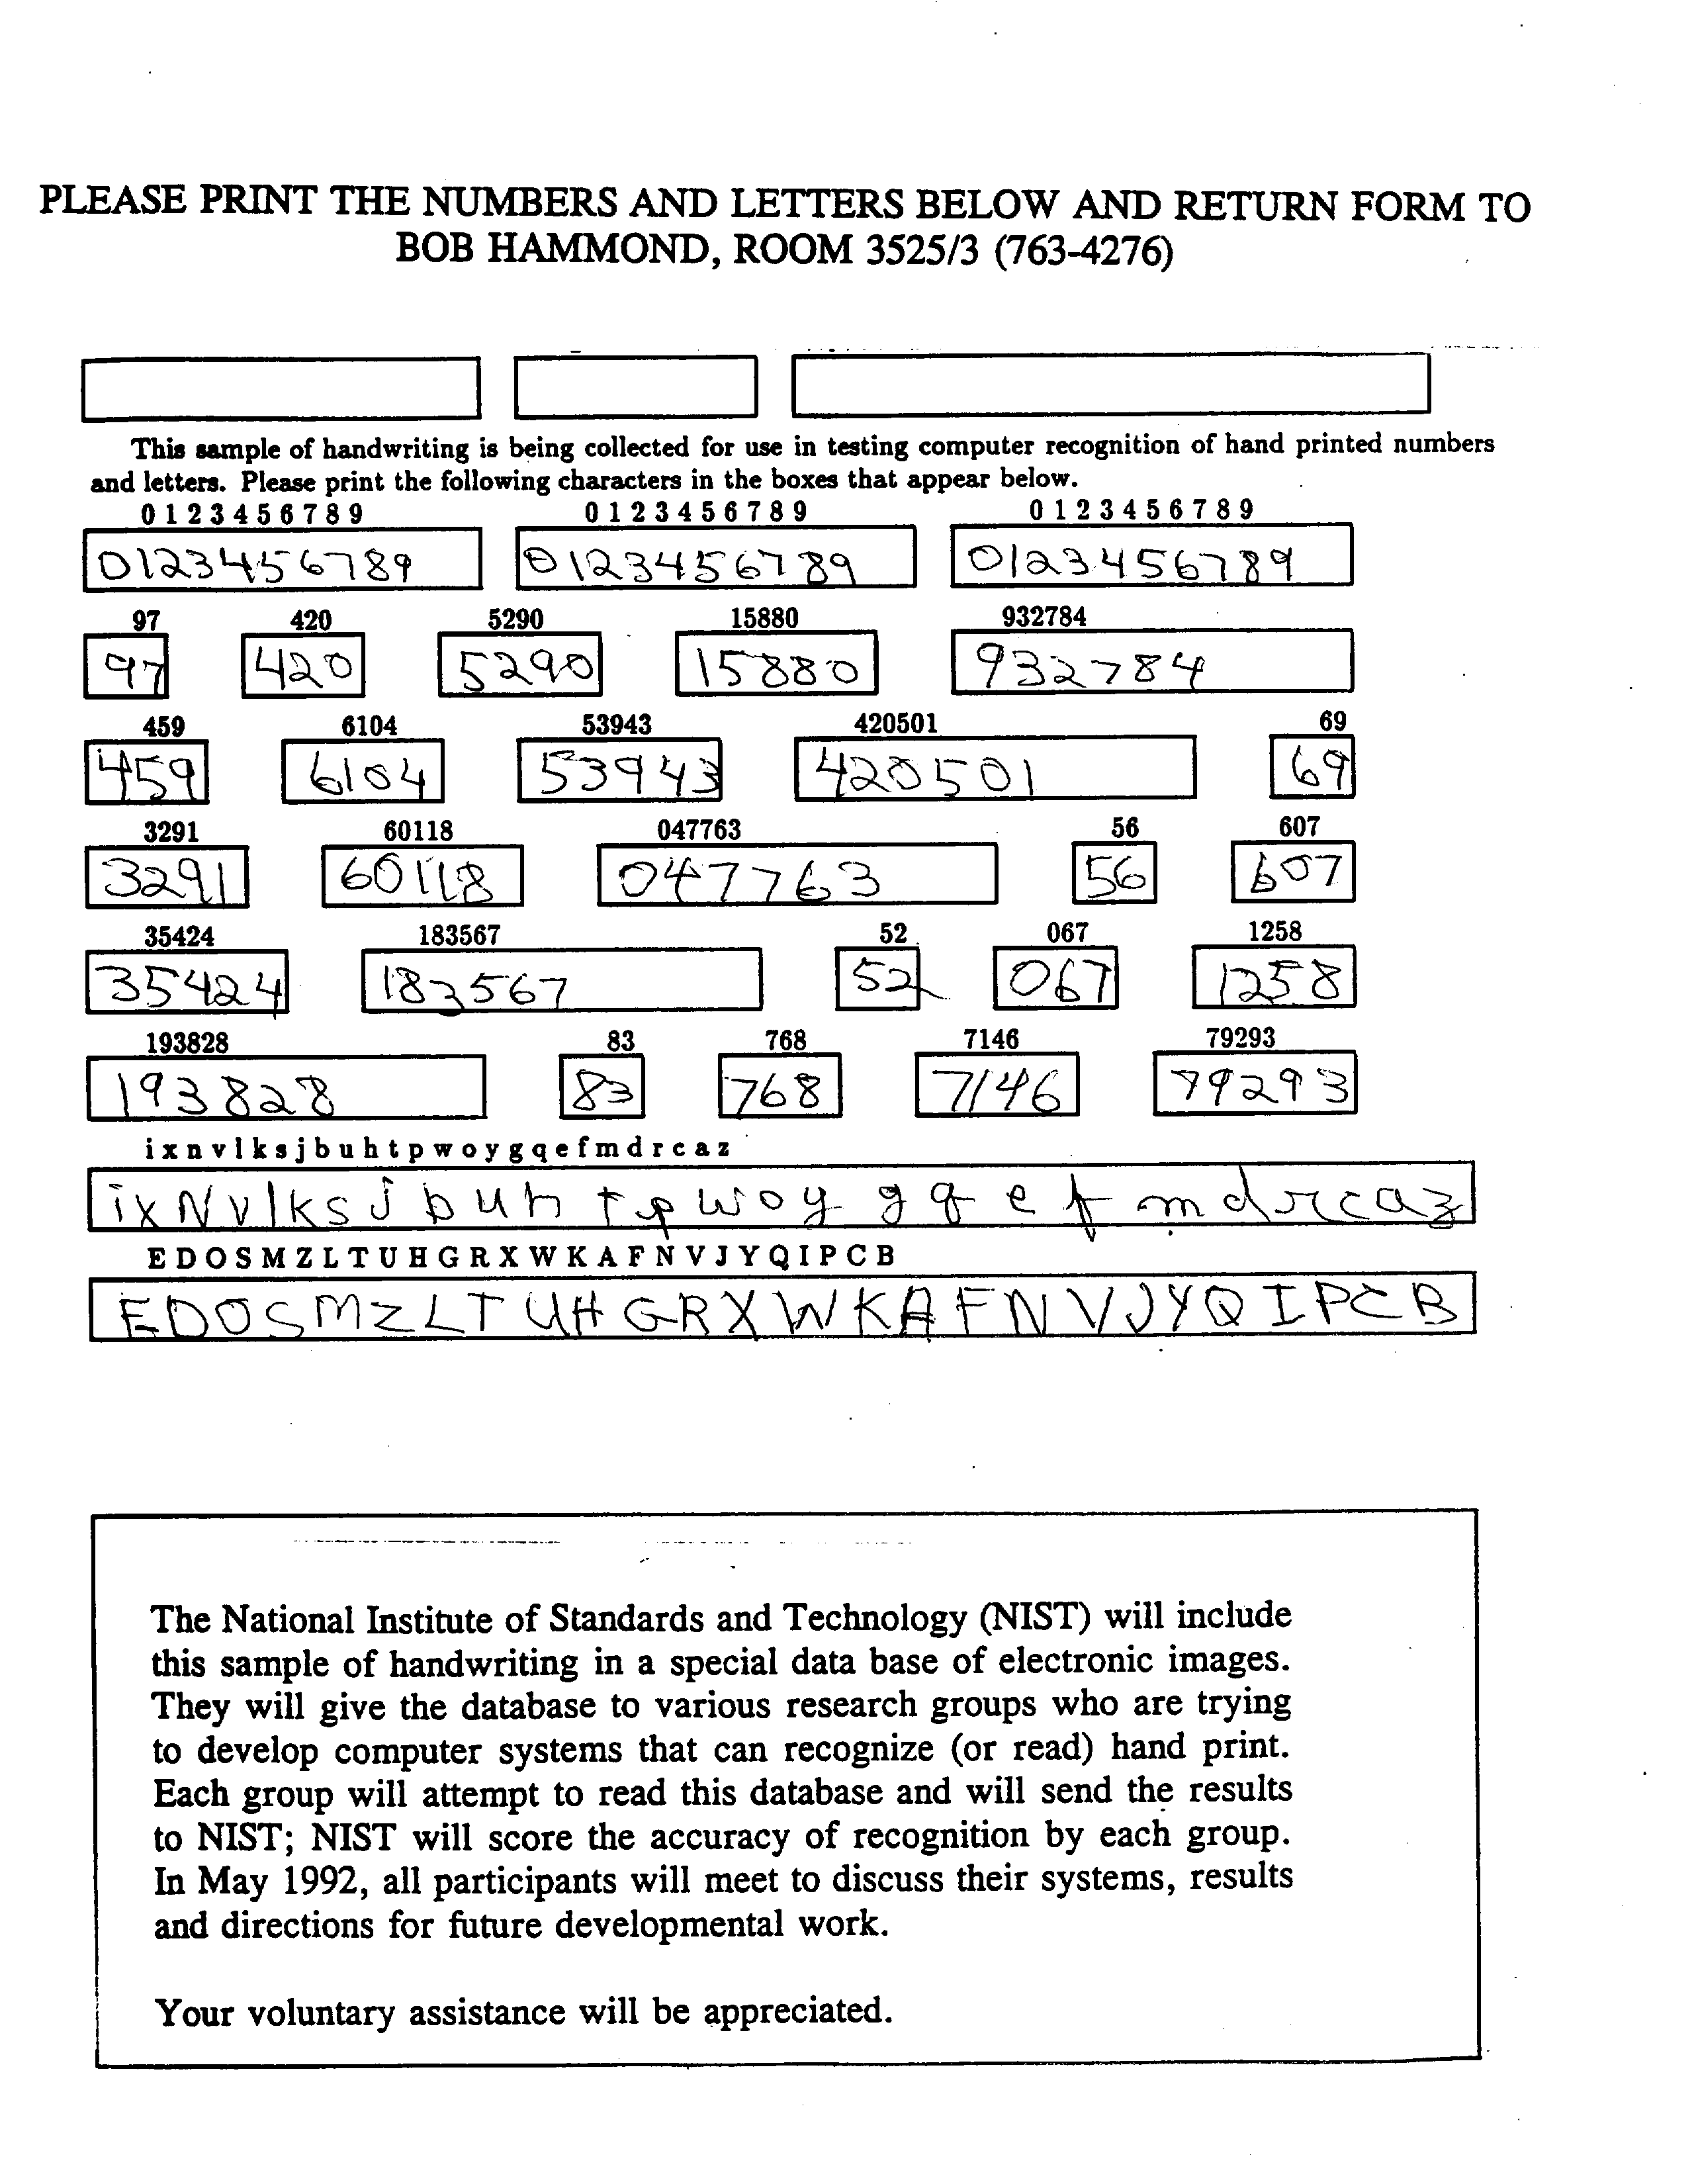 PLEASE PRINT THE NUMBERS AND LETTERS BELOW AND RETURN FORM TO
BOB HAMMOND, ROOM 3525/3 (763-4276)
This sample of handwriting is being collected for use in testing computer recognition of hand printed numbers
and letters. Please print the following characters in the boxes that appear below.
0 1 2 3 4 5 6 7 8 9 0 1 2 3 4 5 6 7 8 9 0 1 2 3 4 5 6 7 8 9
0123456789 0123456789 0123456789
97 420 5290 15880 932784
97 420 5290 15880 932784
459 6104 53943 420501 69
459 6104 53943 420501 69
3291 60118 047763 56 607
3291 60118 047763 56 607
35424 183567 52 067 1258
35424 183567 52 067 1258
193828 83 768 7146 79293
193828 83 768 7146 79293
i x n v l k s j b u h t p w o y g q e f m d r c a z
i x N v l k s j b u h t p w o y g q e f m d r c a z
E D O S M Z L T U H G R X W K A F N V J Y Q I P C B
E D O S M Z L T U H G R X W K A F N V J Y Q I P C B
The National Institute of Standards and Technology (NIST) will include
this sample of handwriting in a special data base of electronic images.
They will give the database to various research groups who are trying
to develop computer systems that can recognize (or read) hand print.
Each group will attempt to read this database and will send the results
to NIST; NIST will score the accuracy of recognition by each group.
In May 1992, all participants will meet to discuss their systems, results
and directions for future developmental work.
Your voluntary assistance will be appreciated.